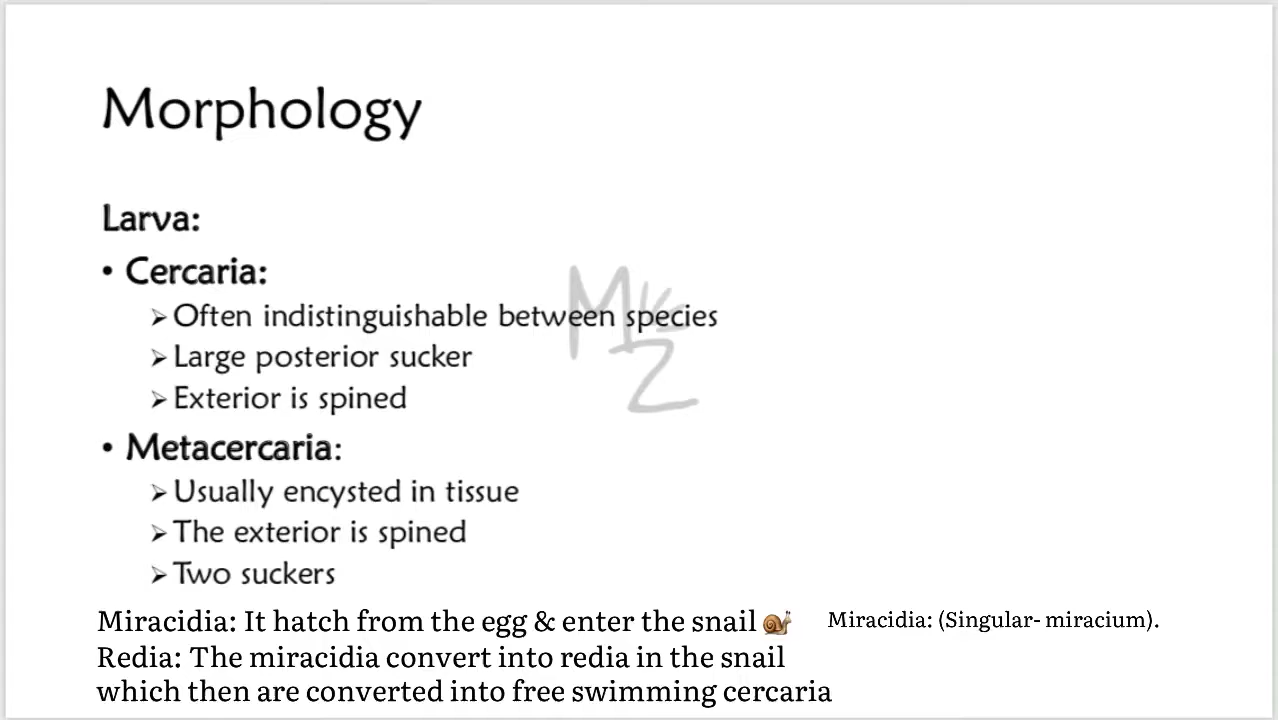 Morphology
Larva:
• Cercaria:
➢ Often indistinguishable between species
➢ Large posterior sucker
➢ Exterior is spined
• Metacercaria:
➢ Usually encysted in tissue
➢ The exterior is spined
➢ Two suckers
Miracidia: It hatch from the egg & enter the snail 🐌
Miracidia: (Singular- miracium).
Redia: The miracidia convert into redia in the snail
which then are converted into free swimming cercaria